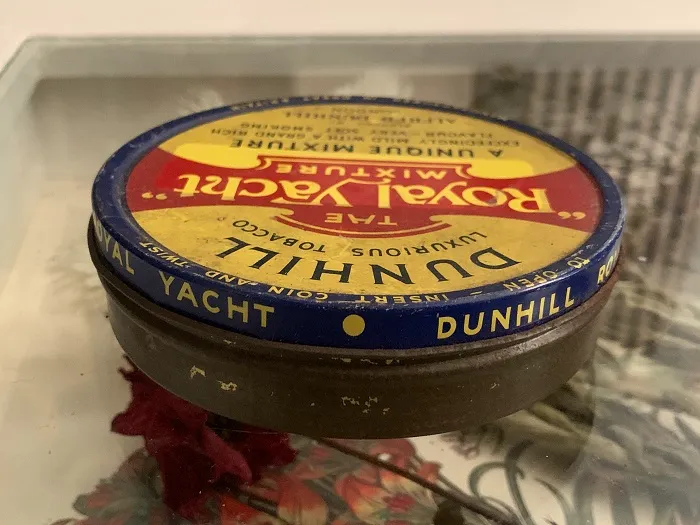 DUNHILL
LUXURIOUS TOBACCO
THE
"Royal Yacht"
MIXTURE
A UNIQUE MIXTURE
EXCEEDINGLY MILD WITH A GRAND RICH
FLAVOUR — VERY SOFT SMOKING
ALFRED DUNHILL
LONDON
TO OPEN INSERT COIN AND TWIST
ROYAL YACHT • DUNHILL